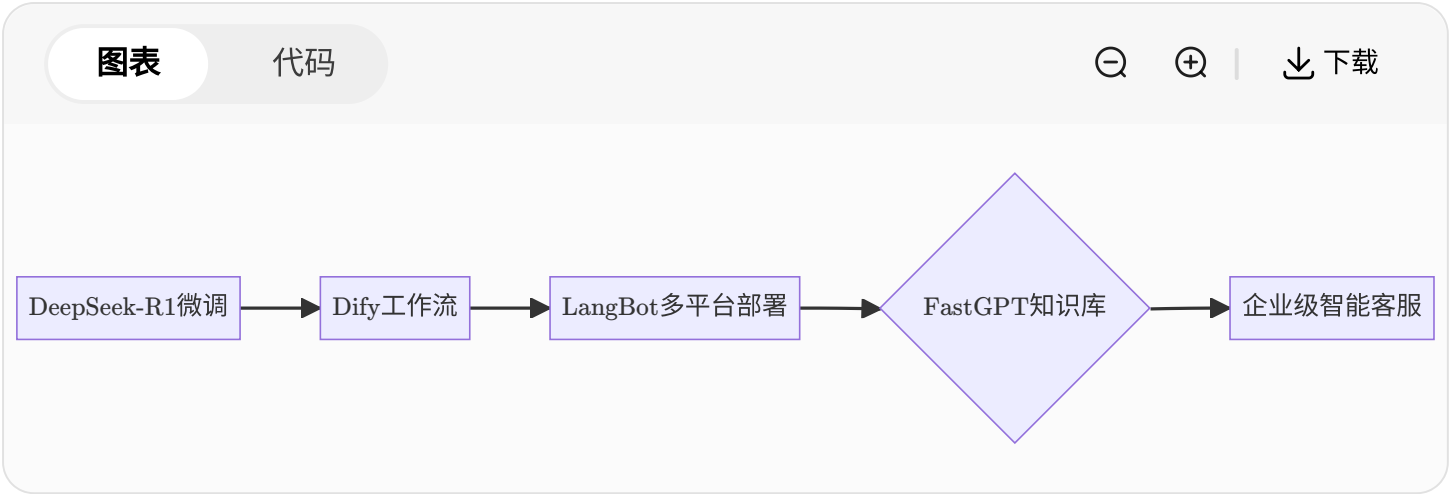 图表
代码
下载
DeepSeek-R1微调
Dify工作流
LangBot多平台部署
FastGPT知识库
企业级智能客服